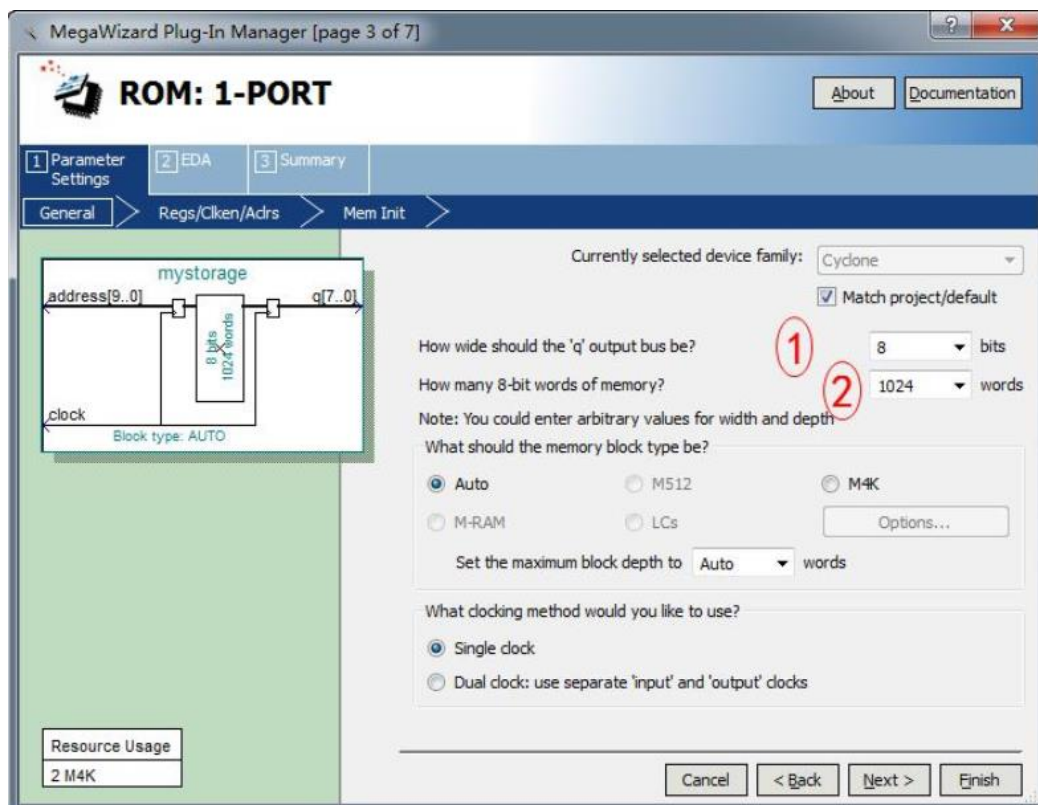 MegaWizard Plug-In Manager [page 3 of 7]
ROM: 1-PORT
About
Documentation
1 Parameter Settings
2 EDA
3 Summary
General
Regs/Clken/Aclrs
Mem Init
mystorage
address[9..0]
q[7..0]
8 bits
1024 words
clock
Block type: AUTO
Currently selected device family:
Cyclone
Match project/default
How wide should the 'q' output bus be?
1
8
bits
How many 8-bit words of memory?
2
1024
words
Note: You could enter arbitrary values for width and depth
What should the memory block type be?
Auto
M512
M4K
M-RAM
LCs
Options...
Set the maximum block depth to
Auto
words
What clocking method would you like to use?
Single clock
Dual clock: use separate 'input' and 'output' clocks
Resource Usage
2 M4K
Cancel
< Back
Next >
Finish